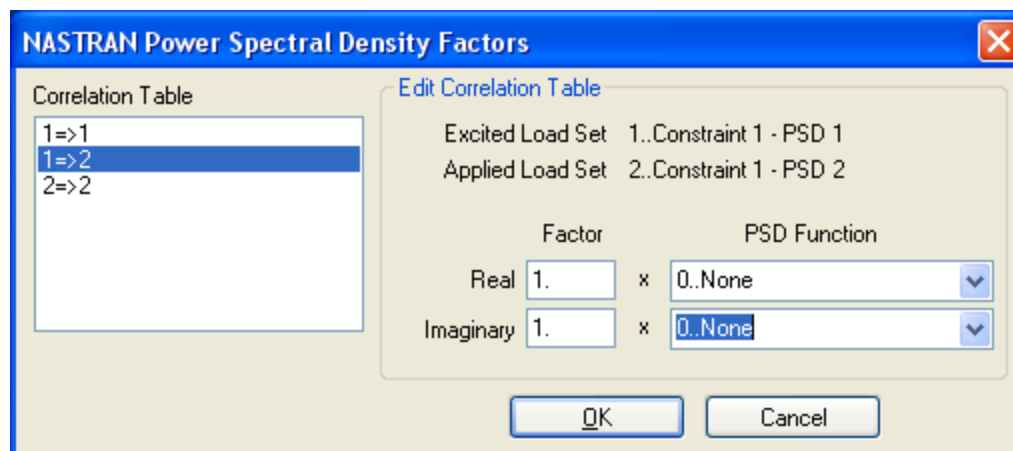 NASTRAN Power Spectral Density Factors
Correlation Table
1=>1
1=>2
2=>2
Edit Correlation Table
Excited Load Set 1..Constraint 1 - PSD 1
Applied Load Set 2..Constraint 1 - PSD 2
Factor PSD Function
Real 1. x 0..None
Imaginary 1. x 0..None
OK Cancel